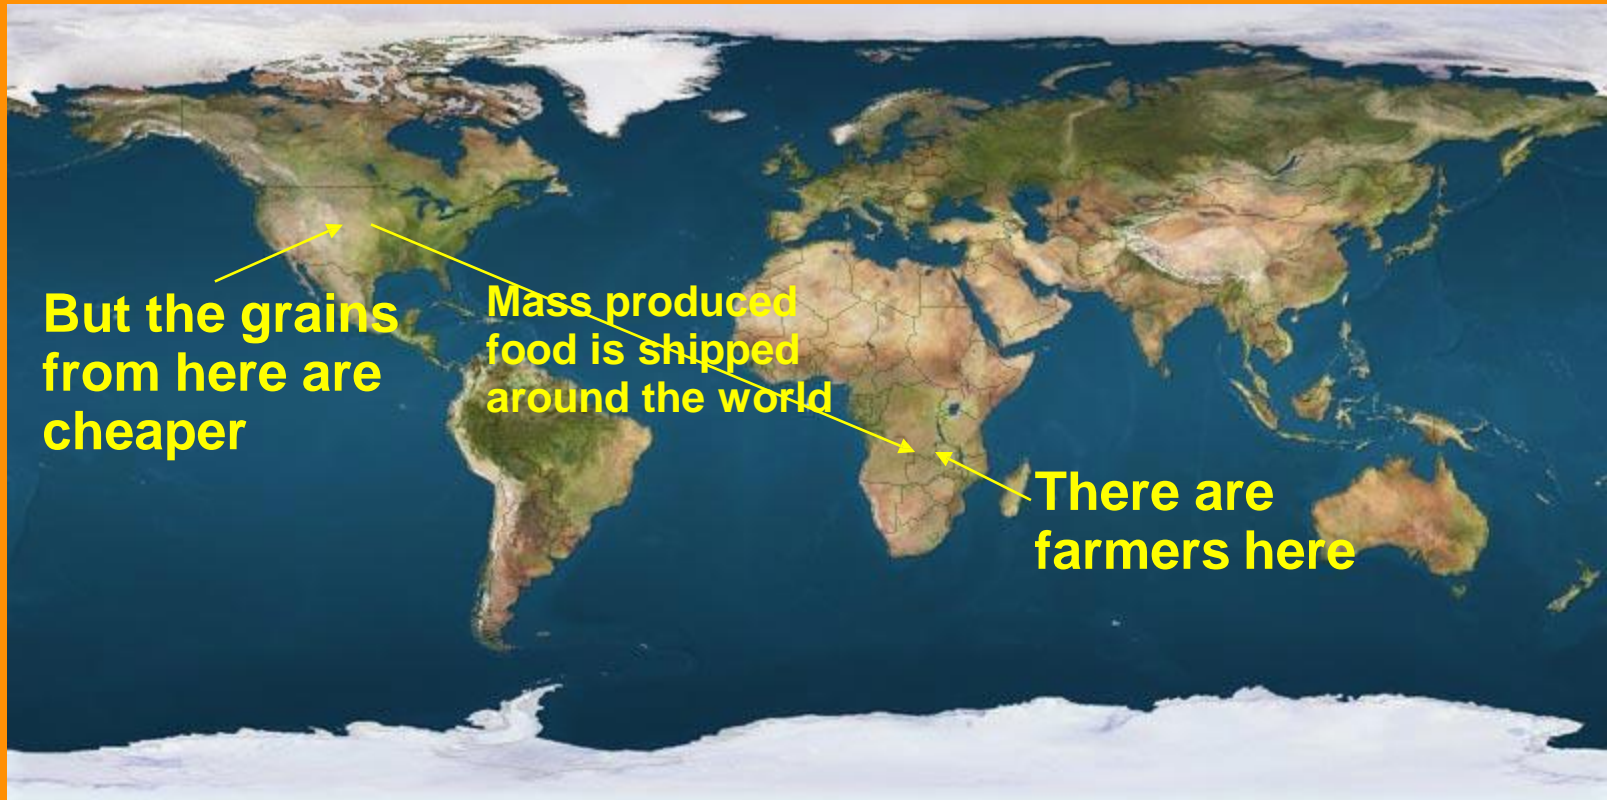 But the grains
from here are
cheaper
Mass produced
food is shipped
around the world
There are
farmers here